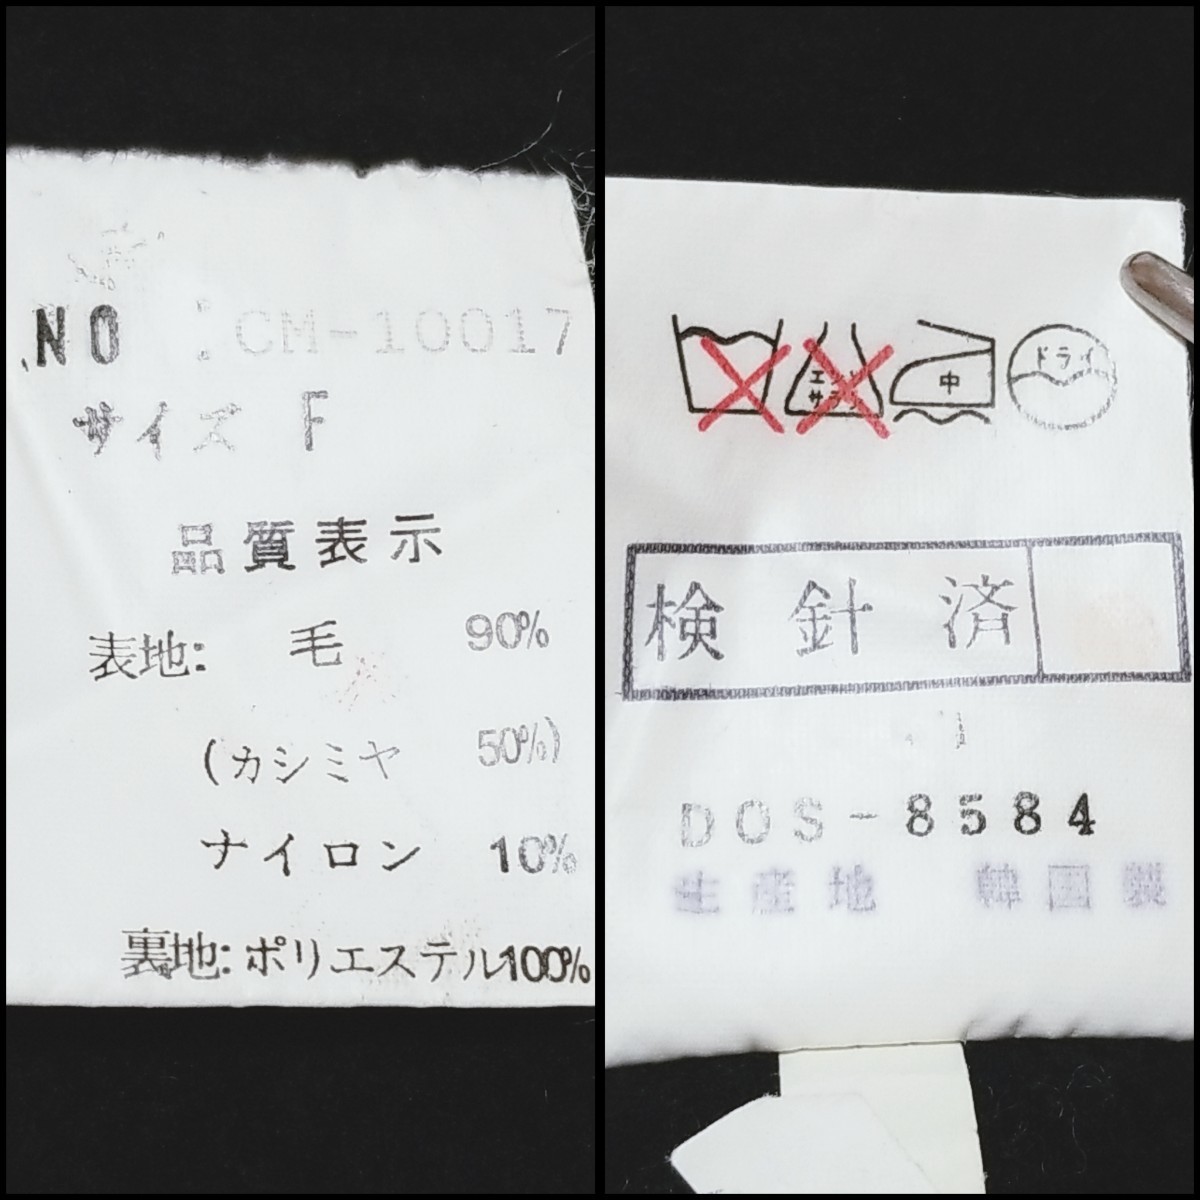 NO :CM-10017
サイズ F
品質表示
表地: 毛 90%
(カシミヤ 50%)
ナイロン 10%
裏地:ポリエステル100%
中 ドライ
検針済
DOS-8584
生産地 韓国製